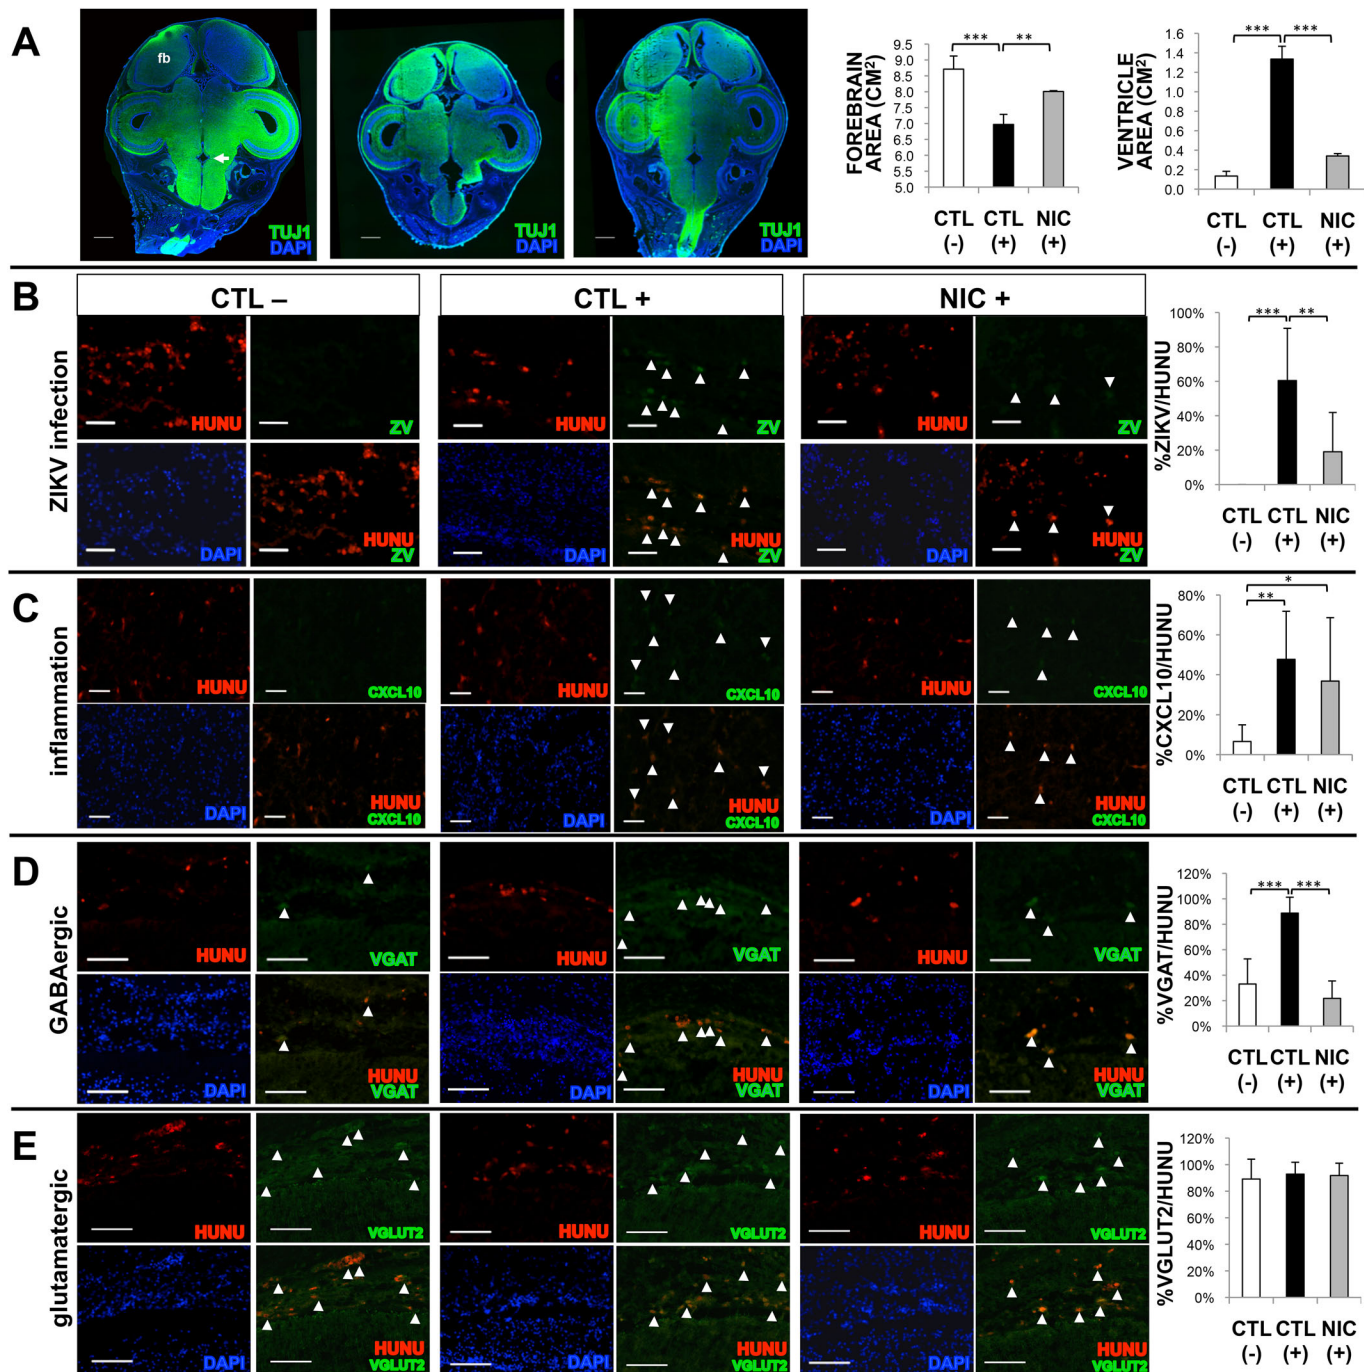 A
fb
TUJ1
DAPI
TUJ1
DAPI
TUJ1
DAPI
FOREBRAIN
AREA (CM²)
9.5
9.0
8.5
8.0
7.5
7.0
6.5
6.0
5.5
5.0
*** **
CTL CTL NIC
(-) (+) (+)
VENTRICLE
AREA (CM²)
1.6
1.4
1.2
1.0
0.8
0.6
0.4
0.2
0.0
*** ***
CTL CTL NIC
(-) (+) (+)
B
CTL –
CTL +
NIC +
ZIKV infection
HUNU
ZV
HUNU
ZV
HUNU
ZV
DAPI
HUNU
ZV
DAPI
HUNU
ZV
DAPI
HUNU
ZV
%ZIKV/HUNU
100%
80%
60%
40%
20%
0%
*** **
CTL CTL NIC
(-) (+) (+)
C
inflammation
HUNU
CXCL10
HUNU
CXCL10
HUNU
CXCL10
DAPI
HUNU
CXCL10
DAPI
HUNU
CXCL10
DAPI
HUNU
CXCL10
%CXCL10/HUNU
80%
60%
40%
20%
0%
*
**
CTL CTL NIC
(-) (+) (+)
D
GABAergic
HUNU
VGAT
HUNU
VGAT
HUNU
VGAT
DAPI
HUNU
VGAT
DAPI
HUNU
VGAT
DAPI
HUNU
VGAT
%VGAT/HUNU
120%
100%
80%
60%
40%
20%
0%
*** ***
CTL CTL NIC
(-) (+) (+)
E
glutamatergic
HUNU
VGLUT2
HUNU
VGLUT2
HUNU
VGLUT2
DAPI
HUNU
VGLUT2
DAPI
HUNU
VGLUT2
DAPI
HUNU
VGLUT2
%VGLUT2/HUNU
120%
100%
80%
60%
40%
20%
0%
CTL CTL NIC
(-) (+) (+)